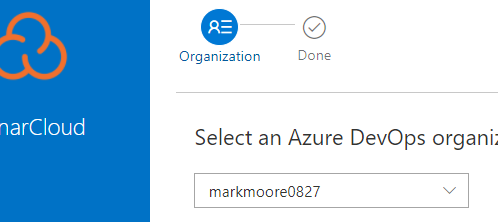 Organization
Done
narCloud
Select an Azure DevOps organiz
markmoore0827